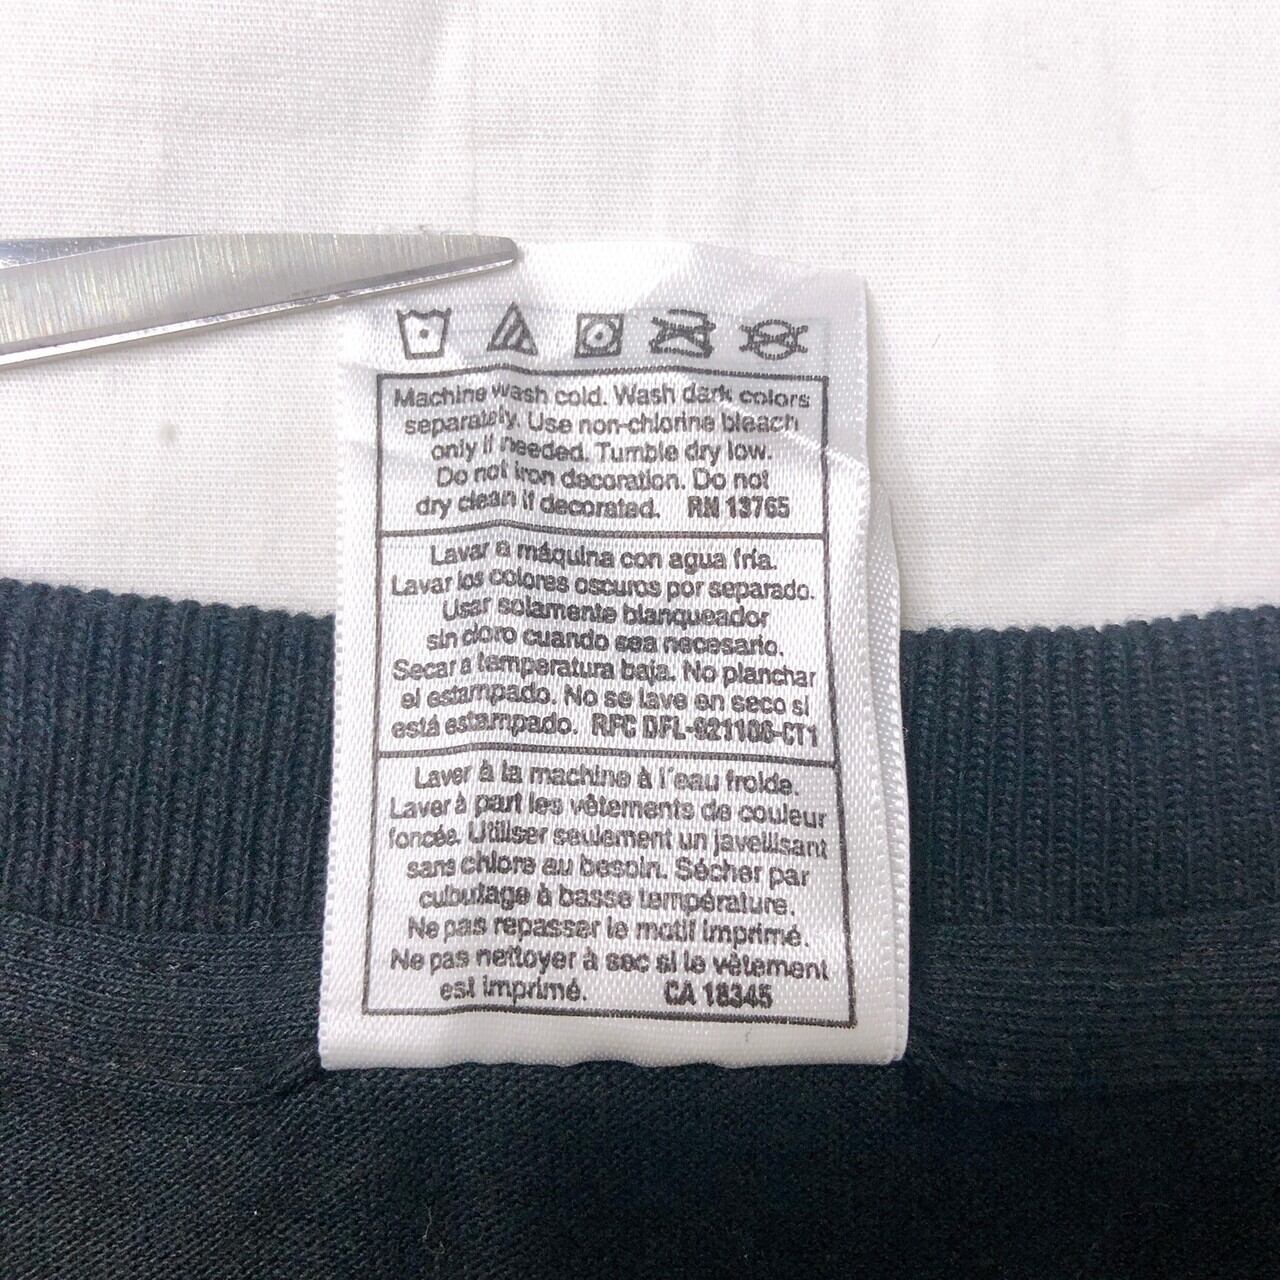 Machine wash cold. Wash dark colors
separately. Use non-chlorine bleach
only if needed. Tumble dry low.
Do not iron decoration. Do not
dry clean if decorated. RN 13765
Lavar a máquina con agua fría.
Lavar los colores oscuros por separado.
Usar solamente blanqueador
sin cloro cuando sea necesario.
Secar a temperatura baja. No planchar
el estampado. No se lave en seco si
está estampado. RFC DFL-921106-CT1
Laver à la machine à l'eau froide.
Laver à part les vêtements de couleur
foncée. Utiliser seulement un javellisant
sans chlore au besoin. Sécher par
culbutage à basse température.
Ne pas repasser le motif imprimé.
Ne pas nettoyer à sec si le vêtement
est imprimé. CA 18345